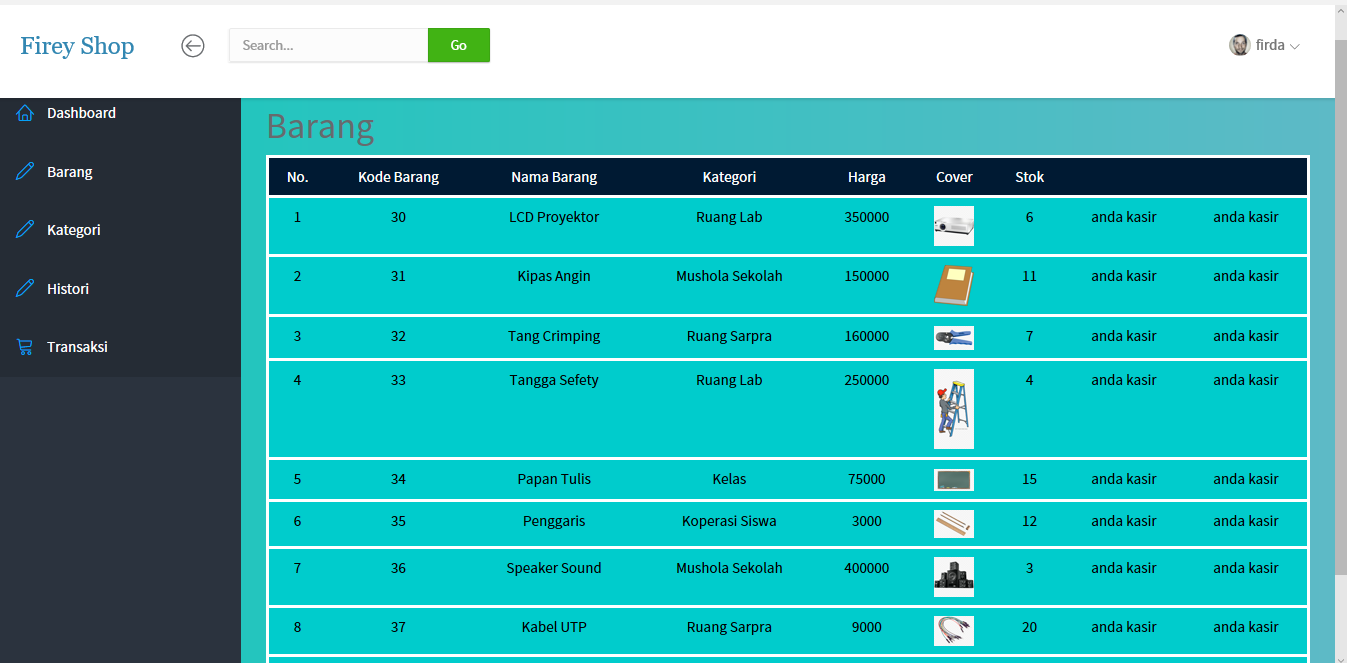 Firey Shop
Search...
Go
firda
Dashboard
Barang
Kategori
Histori
Transaksi
Barang
No. Kode Barang Nama Barang Kategori Harga Cover Stok
1 30 LCD Proyektor Ruang Lab 350000 6 anda kasir anda kasir
2 31 Kipas Angin Mushola Sekolah 150000 11 anda kasir anda kasir
3 32 Tang Crimping Ruang Sarpra 160000 7 anda kasir anda kasir
4 33 Tangga Sefety Ruang Lab 250000 4 anda kasir anda kasir
5 34 Papan Tulis Kelas 75000 15 anda kasir anda kasir
6 35 Penggaris Koperasi Siswa 3000 12 anda kasir anda kasir
7 36 Speaker Sound Mushola Sekolah 400000 3 anda kasir anda kasir
8 37 Kabel UTP Ruang Sarpra 9000 20 anda kasir anda kasir